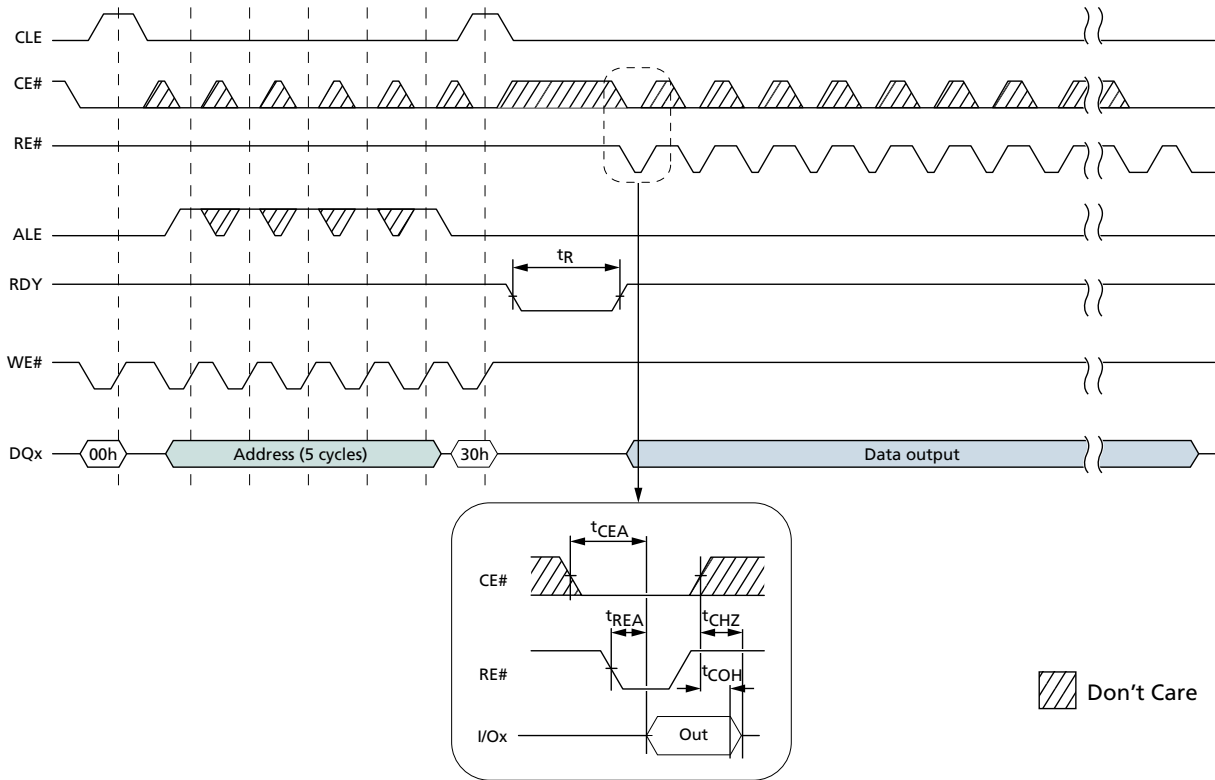 CLE
CE#
RE#
ALE
tR
RDY
WE#
DQx
00h
Address (5 cycles)
30h
Data output
tCEA
CE#
tREA
tCHZ
RE#
tCOH
I/Ox
Out
Don't Care